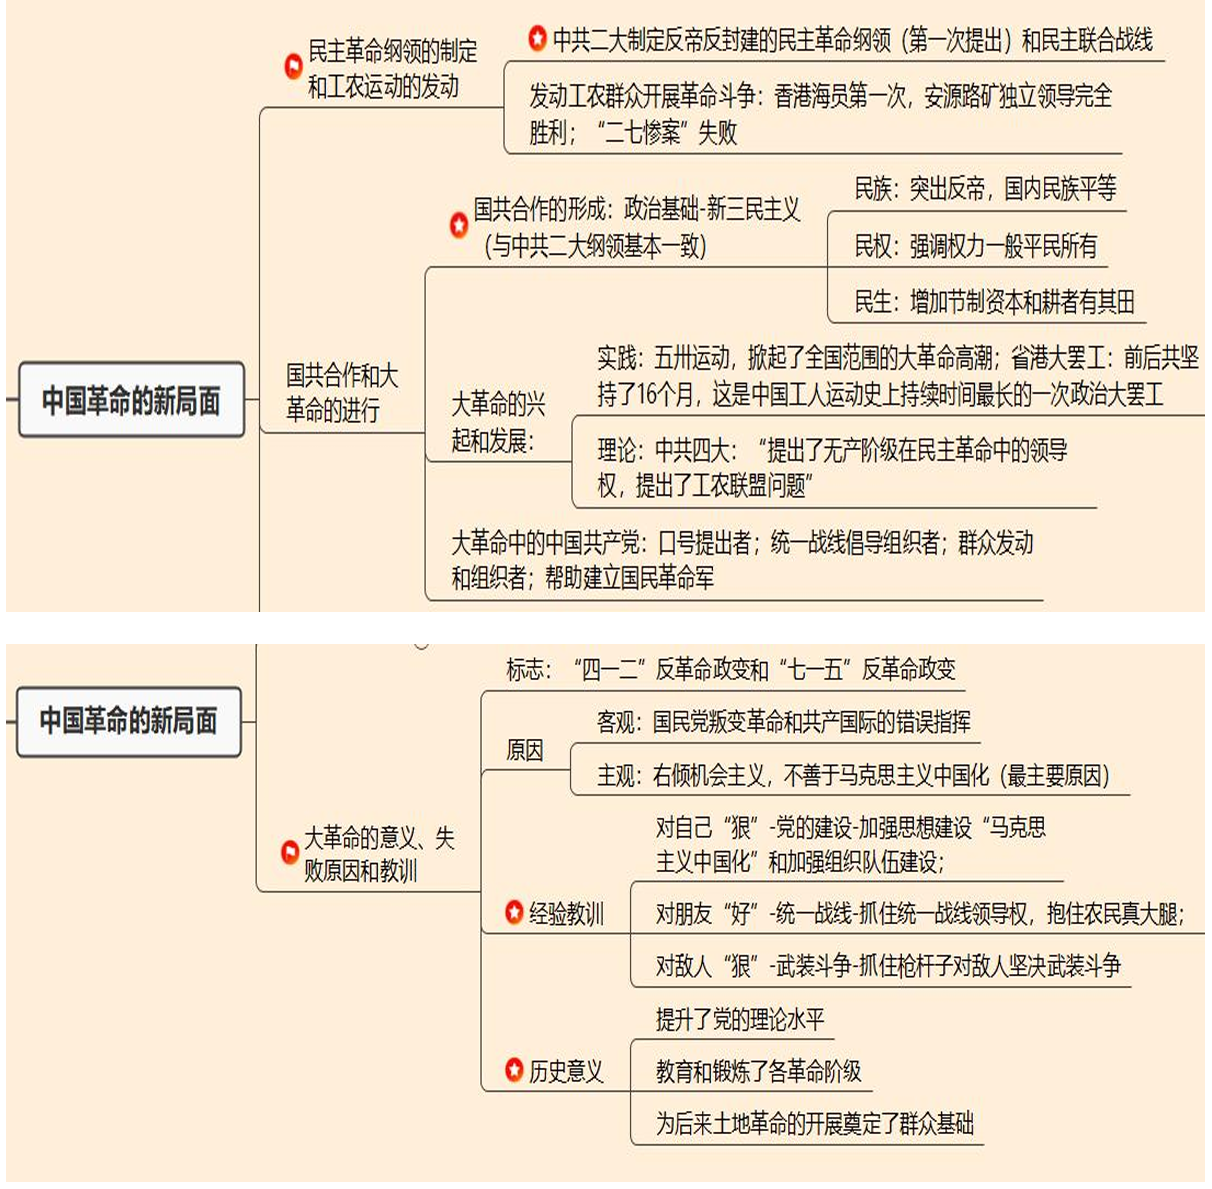 中国革命的新局面
民主革命纲领的制定
和工农运动的发动
中共二大制定反帝反封建的民主革命纲领（第一次提出）和民主联合战线
发动工农群众开展革命斗争：香港海员第一次，安源路矿独立领导完全
胜利；“二七惨案”失败
国共合作和大
革命的进行
国共合作的形成：政治基础-新三民主义
（与中共二大纲领基本一致）
民族：突出反帝，国内民族平等
民权：强调权力一般平民所有
民生：增加节制资本和耕者有其田
大革命的兴
起和发展：
实践：五卅运动，掀起了全国范围的大革命高潮；省港大罢工：前后共坚
持了16个月，这是中国工人运动史上持续时间最长的一次政治大罢工
理论：中共四大：“提出了无产阶级在民主革命中的领导
权，提出了工农联盟问题”
大革命中的中国共产党：口号提出者；统一战线倡导组织者；群众发动
和组织者；帮助建立国民革命军
中国革命的新局面
大革命的意义、失
败原因和教训
标志：“四一二”反革命政变和“七一五”反革命政变
原因
客观：国民党叛变革命和共产国际的错误指挥
主观：右倾机会主义，不善于马克思主义中国化（最主要原因）
经验教训
对自己“狠”-党的建设-加强思想建设“马克思
主义中国化”和加强组织队伍建设；
对朋友“好”-统一战线-抓住统一战线领导权，抱住农民真大腿；
对敌人“狠”-武装斗争-抓住枪杆子对敌人坚决武装斗争
历史意义
提升了党的理论水平
教育和锻炼了各革命阶级
为后来土地革命的开展奠定了群众基础